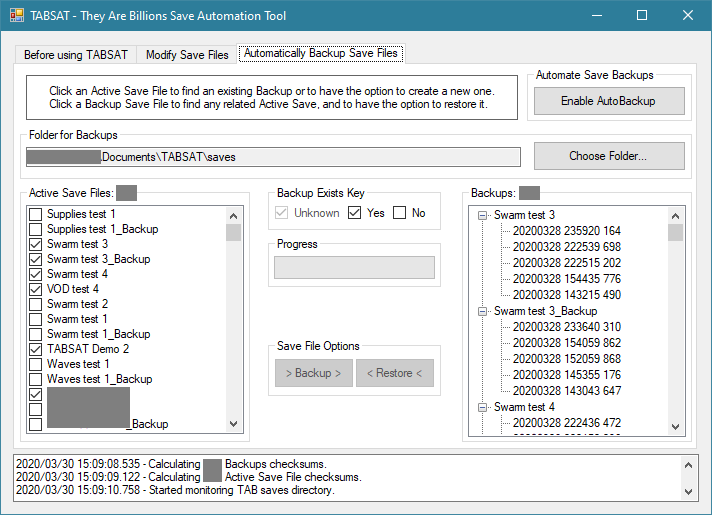 TABSAT - They Are Billions Save Automation Tool
Before using TABSAT
Modify Save Files
Automatically Backup Save Files
Click an Active Save File to find an existing Backup or to have the option to create a new one.
Click a Backup Save File to find any related Active Save, and to have the option to restore it.
Automate Save Backups
Enable AutoBackup
Folder for Backups
\Documents\TABSAT\saves
Choose Folder...
Active Save Files:
Supplies test 1
Supplies test 1_Backup
Swarm test 3
Swarm test 3_Backup
Swarm test 4
VOD test 4
Swarm test 2
Swarm test 1
Swarm test 1_Backup
TABSAT Demo 2
Waves test 1
Waves test 1_Backup
_Backup
Backup Exists Key
Unknown
Yes
No
Progress
Save File Options
> Backup >
< Restore <
Backups:
Swarm test 3
20200328 235920 164
20200328 222539 698
20200328 222515 202
20200328 154435 776
20200328 143215 490
Swarm test 3_Backup
20200328 233640 310
20200328 154059 862
20200328 152059 868
20200328 145355 176
20200328 143043 647
Swarm test 4
20200328 222436 472
2020/03/30 15:09:08.535 - Calculating Backups checksums.
2020/03/30 15:09:09.122 - Calculating Active Save File checksums.
2020/03/30 15:09:10.758 - Started monitoring TAB saves directory.